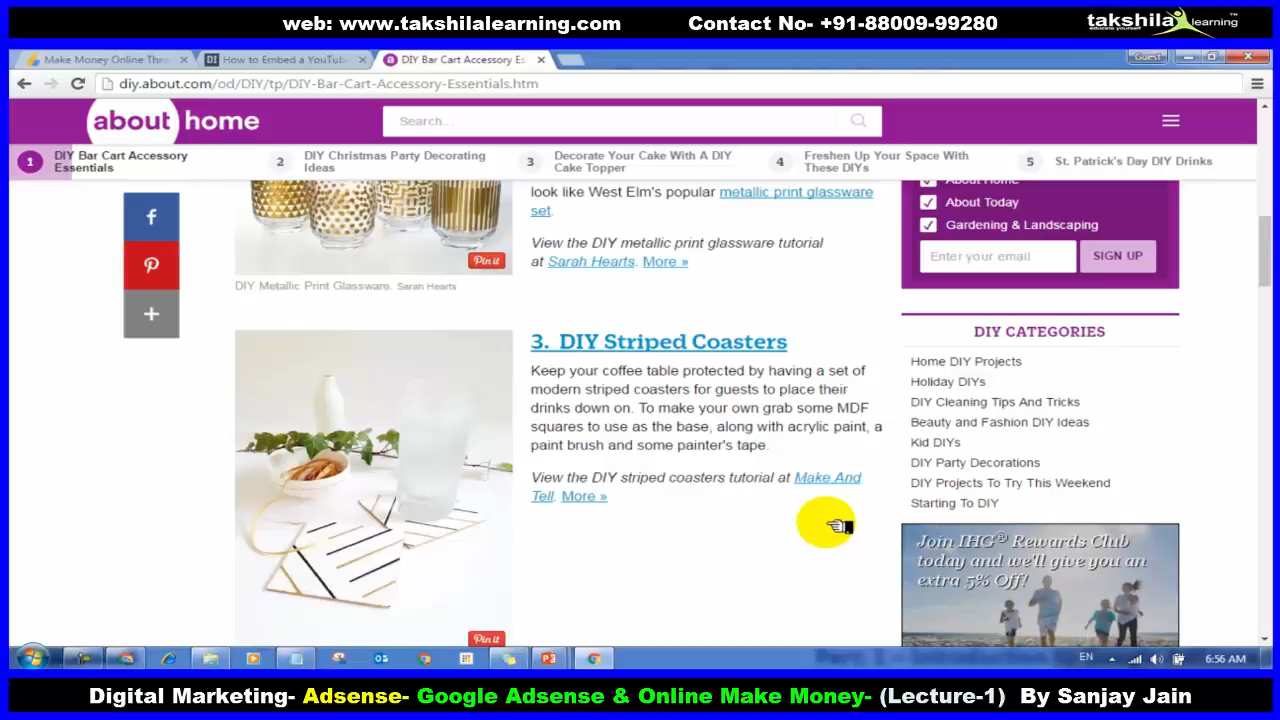 web: www.takshilalearning.com Contact No- +91-88009-99280
takshila learning
educate yourself
Make Money Online Thro
How to Embed a YouTub
DIY Bar Cart Accessory Es
Guest
diy.about.com/od/DIY/tp/DIY-Bar-Cart-Accessory-Essentials.htm
about home
Search...
1 DIY Bar Cart Accessory
Essentials
2 DIY Christmas Party Decorating
Ideas
3 Decorate Your Cake With A DIY
Cake Topper
4 Freshen Up Your Space With
These DIYs
5 St. Patrick's Day DIY Drinks
look like West Elm's popular metallic print glassware
set.
View the DIY metallic print glassware tutorial
at Sarah Hearts. More »
Pin it
DIY Metallic Print Glassware. Sarah Hearts
3. DIY Striped Coasters
Keep your coffee table protected by having a set of
modern striped coasters for guests to place their
drinks down on. To make your own grab some MDF
squares to use as the base, along with acrylic paint, a
paint brush and some painter's tape.
View the DIY striped coasters tutorial at Make And
Tell. More »
Pin it
About Home
About Today
Gardening & Landscaping
Enter your email
SIGN UP
DIY CATEGORIES
Home DIY Projects
Holiday DIYs
DIY Cleaning Tips And Tricks
Beauty and Fashion DIY Ideas
Kid DIYs
DIY Party Decorations
DIY Projects To Try This Weekend
Starting To DIY
Join IHG® Rewards Club
today and we'll give you an
extra 5% Off!
EN
6:56 AM
Digital Marketing- Adsense- Google Adsense & Online Make Money- (Lecture-1) By Sanjay Jain